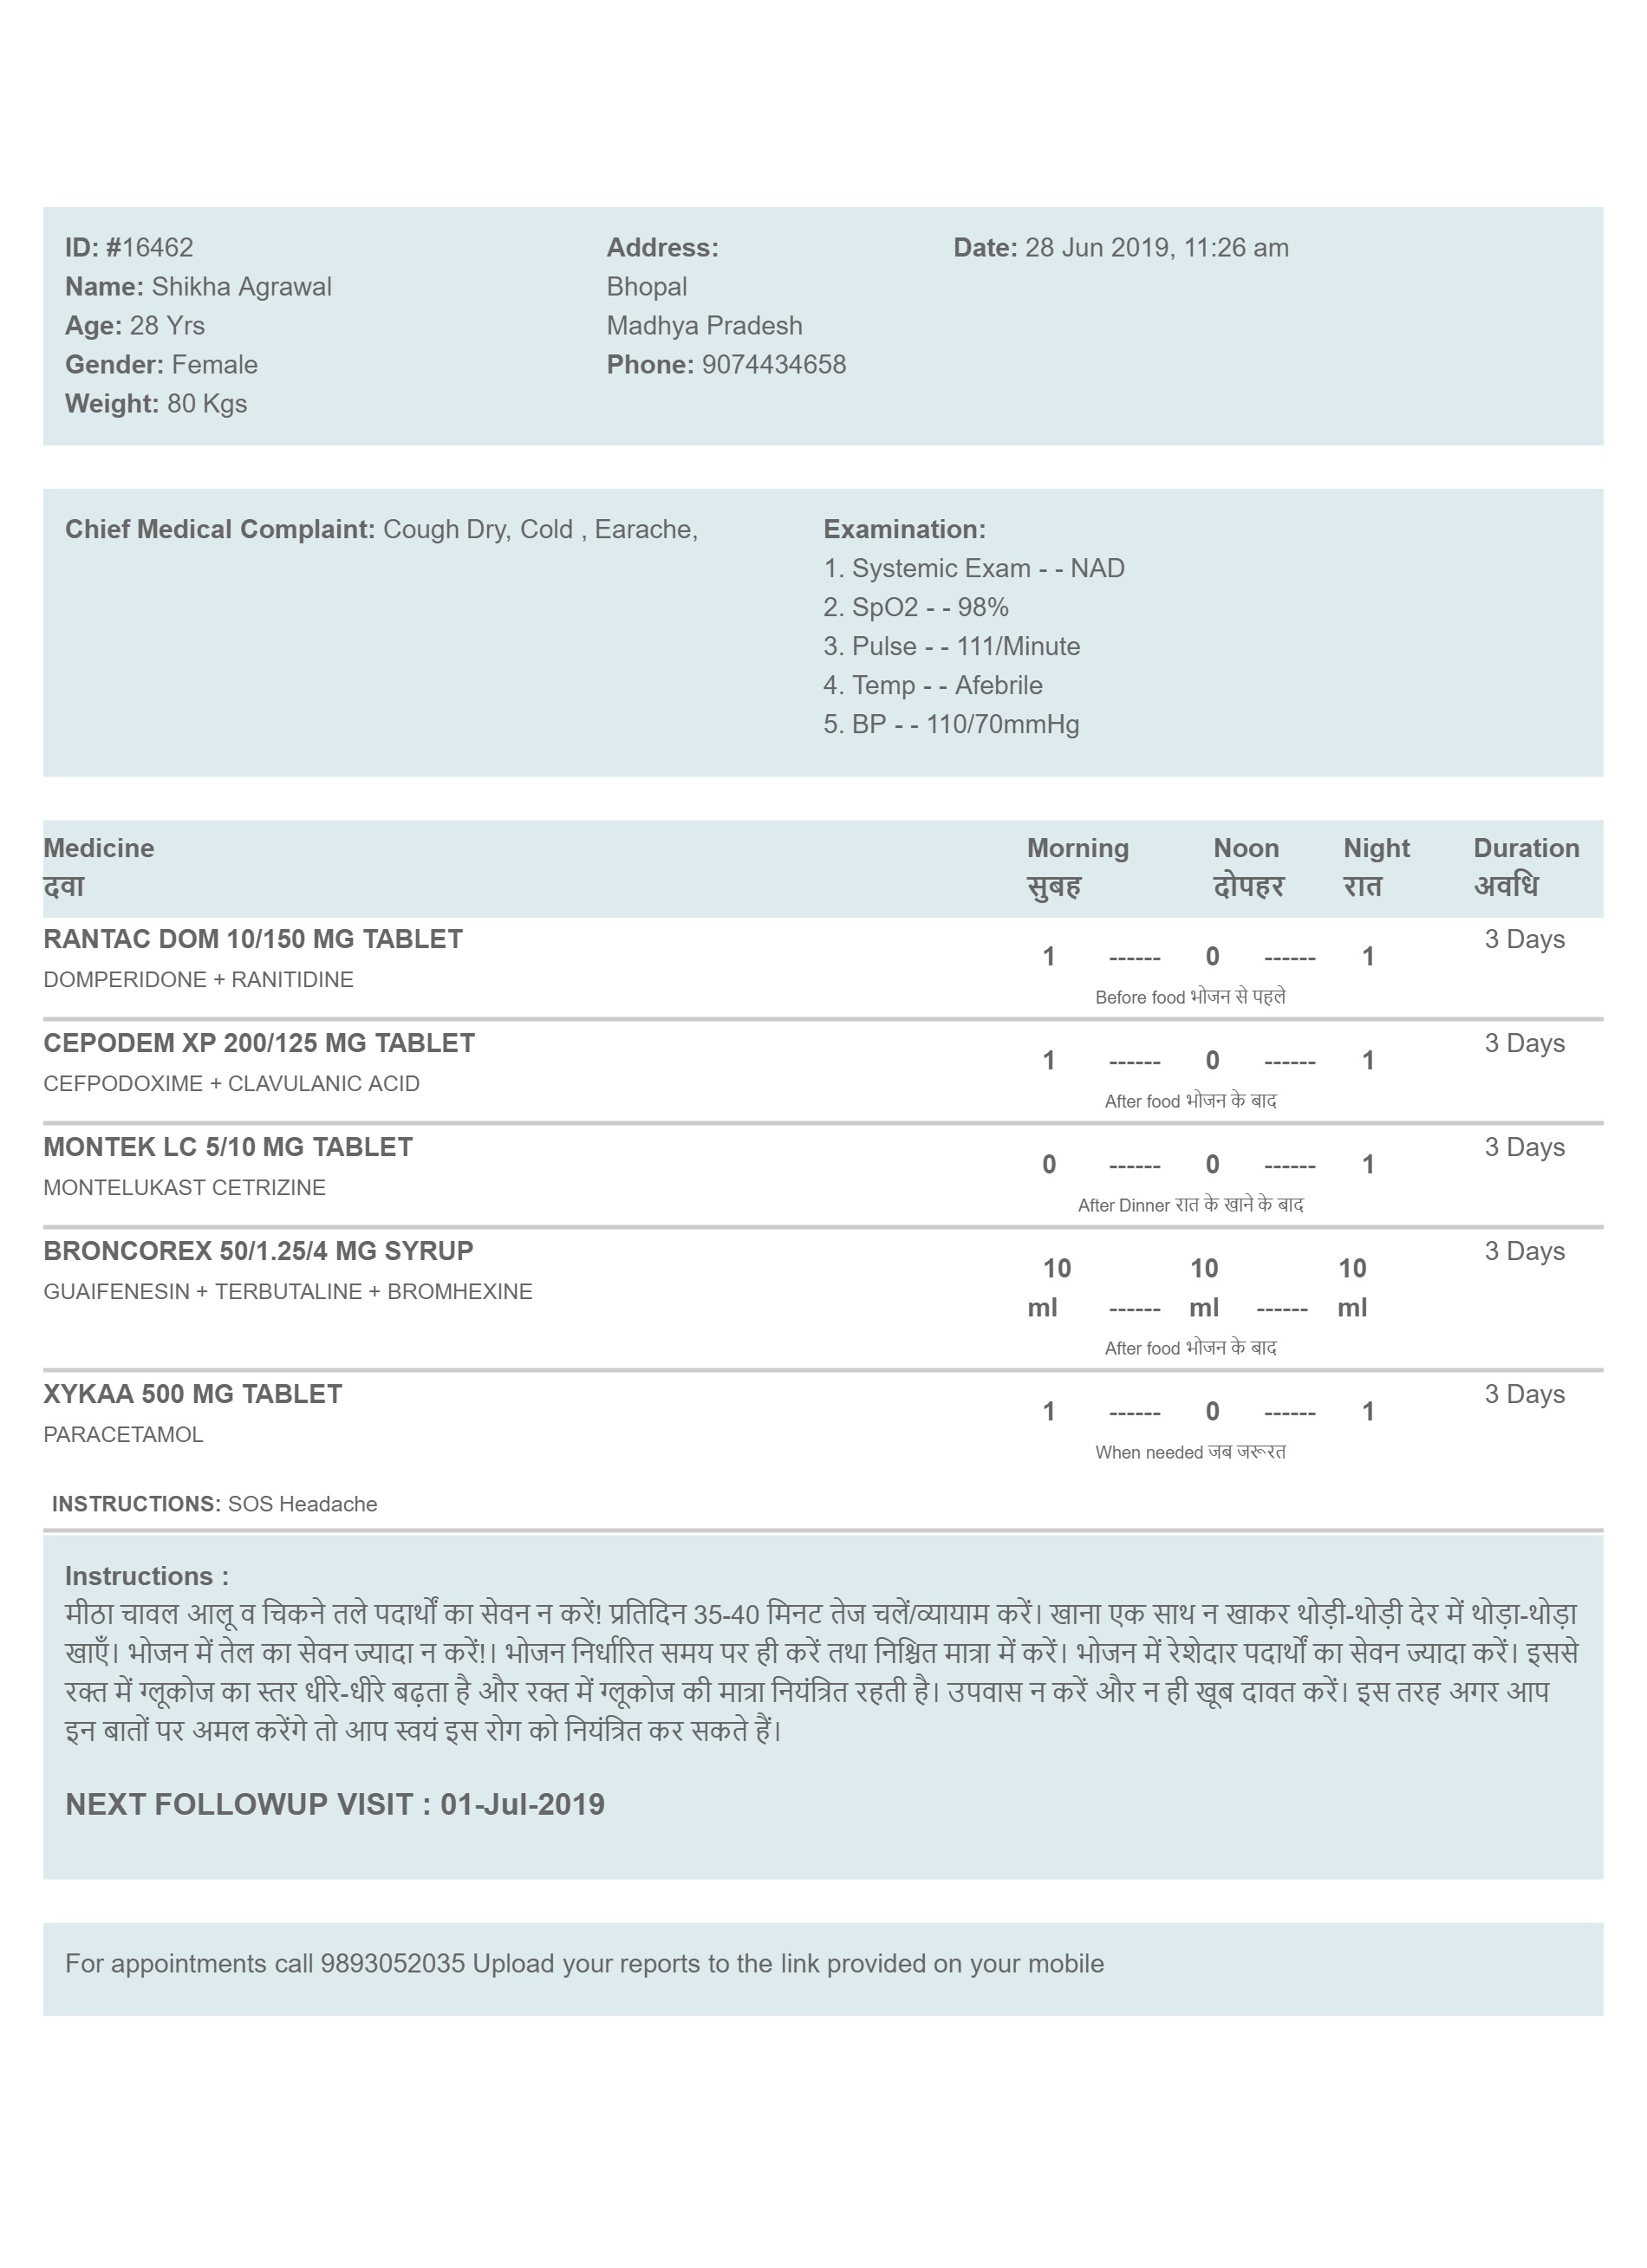 ID: #16462
Name: Shikha Agrawal
Age: 28 Yrs
Gender: Female
Weight: 80 Kgs
Address:
Bhopal
Madhya Pradesh
Phone: 9074434658
Date: 28 Jun 2019, 11:26 am
Chief Medical Complaint: Cough Dry, Cold , Earache,
Examination:
1. Systemic Exam - - NAD
2. SpO2 - - 98%
3. Pulse - - 111/Minute
4. Temp - - Afebrile
5. BP - - 110/70mmHg
Medicine Morning Noon Night Duration
दवा सुबह दोपहर रात अवधि
RANTAC DOM 10/150 MG TABLET 3 Days
1 ------ 0 ------ 1
DOMPERIDONE + RANITIDINE
Before food भोजन से पहले
CEPODEM XP 200/125 MG TABLET 3 Days
1 ------ 0 ------ 1
CEFPODOXIME + CLAVULANIC ACID
After food भोजन के बाद
MONTEK LC 5/10 MG TABLET 3 Days
0 ------ 0 ------ 1
MONTELUKAST CETRIZINE
After Dinner रात के खाने के बाद
BRONCOREX 50/1.25/4 MG SYRUP 3 Days
10 10 10
GUAIFENESIN + TERBUTALINE + BROMHEXINE
ml ------ ml ------ ml
After food भोजन के बाद
XYKAA 500 MG TABLET 3 Days
1 ------ 0 ------ 1
PARACETAMOL
When needed जब जरूरत
INSTRUCTIONS: SOS Headache
Instructions :
मीठा चावल आलू व चिकने तले पदार्थों का सेवन न करें! प्रतिदिन 35-40 मिनट तेज चलें/व्यायाम करें। खाना एक साथ न खाकर थोड़ी-थोड़ी देर में थोड़ा-थोड़ा
खाएँ। भोजन में तेल का सेवन ज्यादा न करें!। भोजन निर्धारित समय पर ही करें तथा निश्चित मात्रा में करें। भोजन में रेशेदार पदार्थों का सेवन ज्यादा करें। इससे
रक्त में ग्लूकोज का स्तर धीरे-धीरे बढ़ता है और रक्त में ग्लूकोज की मात्रा नियंत्रित रहती है। उपवास न करें और न ही खूब दावत करें। इस तरह अगर आप
इन बातों पर अमल करेंगे तो आप स्वयं इस रोग को नियंत्रित कर सकते हैं।
NEXT FOLLOWUP VISIT : 01-Jul-2019
For appointments call 9893052035 Upload your reports to the link provided on your mobile